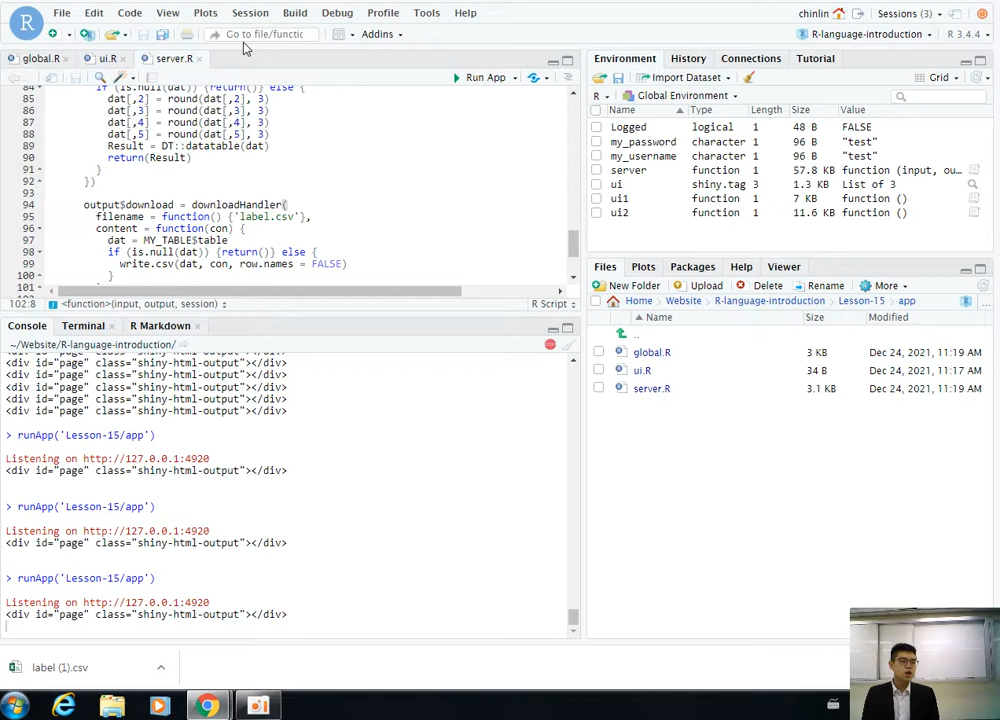 R
File Edit Code View Plots Session Build Debug Profile Tools Help
chinlin Sessions (3)
Go to file/functic Addins
R-language-introduction R 3.4.4
global.R ui.R server.R
Run App
84 if (is.null(dat)) {return()} else {
85 dat[,2] = round(dat[,2], 3)
86 dat[,3] = round(dat[,3], 3)
87 dat[,4] = round(dat[,4], 3)
88 dat[,5] = round(dat[,5], 3)
89 Result = DT::datatable(dat)
90 return(Result)
91 }
92 })
93
94 output$download = downloadHandler(
95 filename = function() {'label.csv'},
96 content = function(con) {
97 dat = MY_TABLE$table
98 if (is.null(dat)) {return()} else {
99 write.csv(dat, con, row.names = FALSE)
100 }
101
102:8 <function>(input, output, session) R Script
Console Terminal R Markdown
~/Website/R-language-introduction/
<div id="page" class="shiny-html-output"></div>
<div id="page" class="shiny-html-output"></div>
<div id="page" class="shiny-html-output"></div>
<div id="page" class="shiny-html-output"></div>
<div id="page" class="shiny-html-output"></div>
> runApp('Lesson-15/app')
Listening on http://127.0.0.1:4920
<div id="page" class="shiny-html-output"></div>
> runApp('Lesson-15/app')
Listening on http://127.0.0.1:4920
<div id="page" class="shiny-html-output"></div>
> runApp('Lesson-15/app')
Listening on http://127.0.0.1:4920
<div id="page" class="shiny-html-output"></div>
Environment History Connections Tutorial
Import Dataset Grid
R Global Environment
Name Type Length Size Value
Logged logical 1 48 B FALSE
my_password character 1 96 B "test"
my_username character 1 96 B "test"
server function 1 57.8 KB function (input, ou…
ui shiny.tag 3 1.3 KB List of 3
ui1 function 1 7 KB function ()
ui2 function 1 11.6 KB function ()
Files Plots Packages Help Viewer
New Folder Upload Delete Rename More
Home Website R-language-introduction Lesson-15 app
Name Size Modified
..
global.R 3 KB Dec 24, 2021, 11:19 AM
ui.R 34 B Dec 24, 2021, 11:17 AM
server.R 3.1 KB Dec 24, 2021, 11:19 AM
label (1).csv